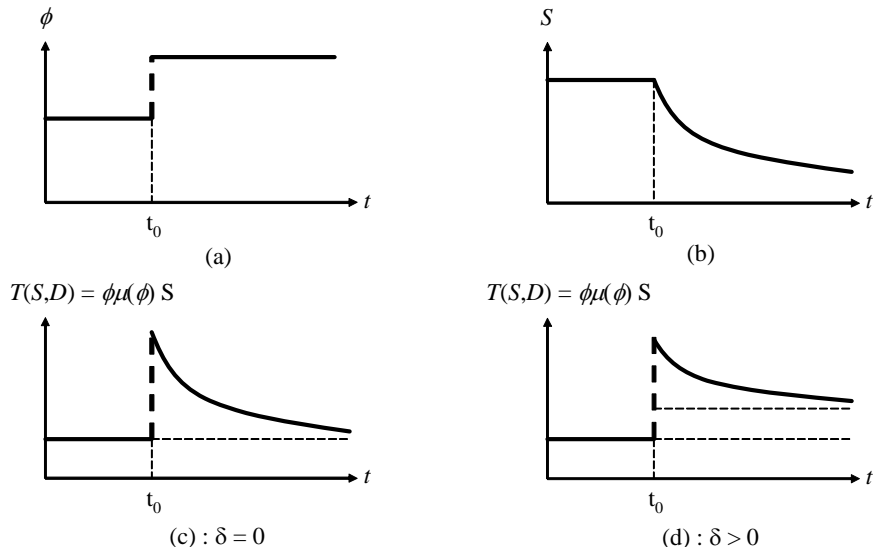 ϕ
t
t₀
(a)
S
t
t₀
(b)
T(S,D) = ϕμ(ϕ) S
t
t₀
(c) : δ = 0
T(S,D) = ϕμ(ϕ) S
t
t₀
(d) : δ > 0